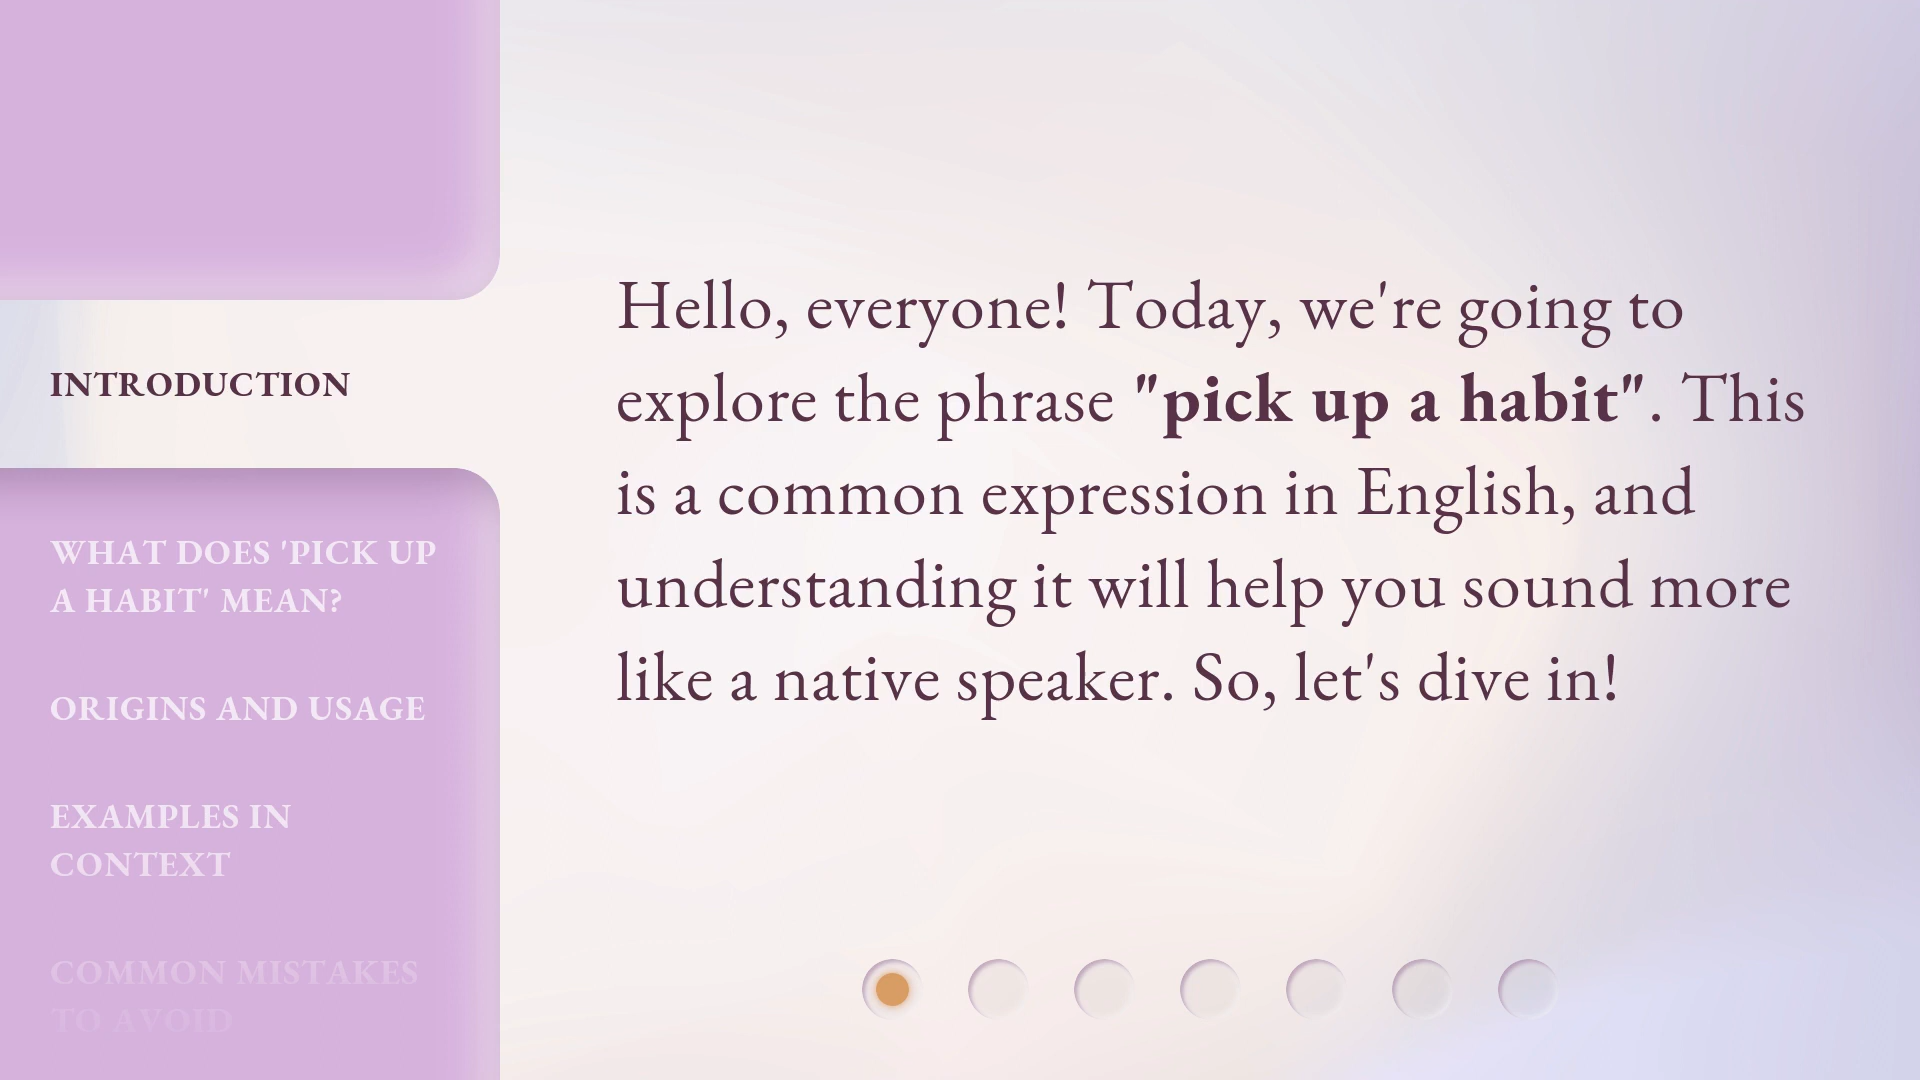 INTRODUCTION
WHAT DOES 'PICK UP
A HABIT' MEAN?
ORIGINS AND USAGE
EXAMPLES IN
CONTEXT
COMMON MISTAKES
TO AVOID
Hello, everyone! Today, we're going to
explore the phrase "pick up a habit". This
is a common expression in English, and
understanding it will help you sound more
like a native speaker. So, let's dive in!